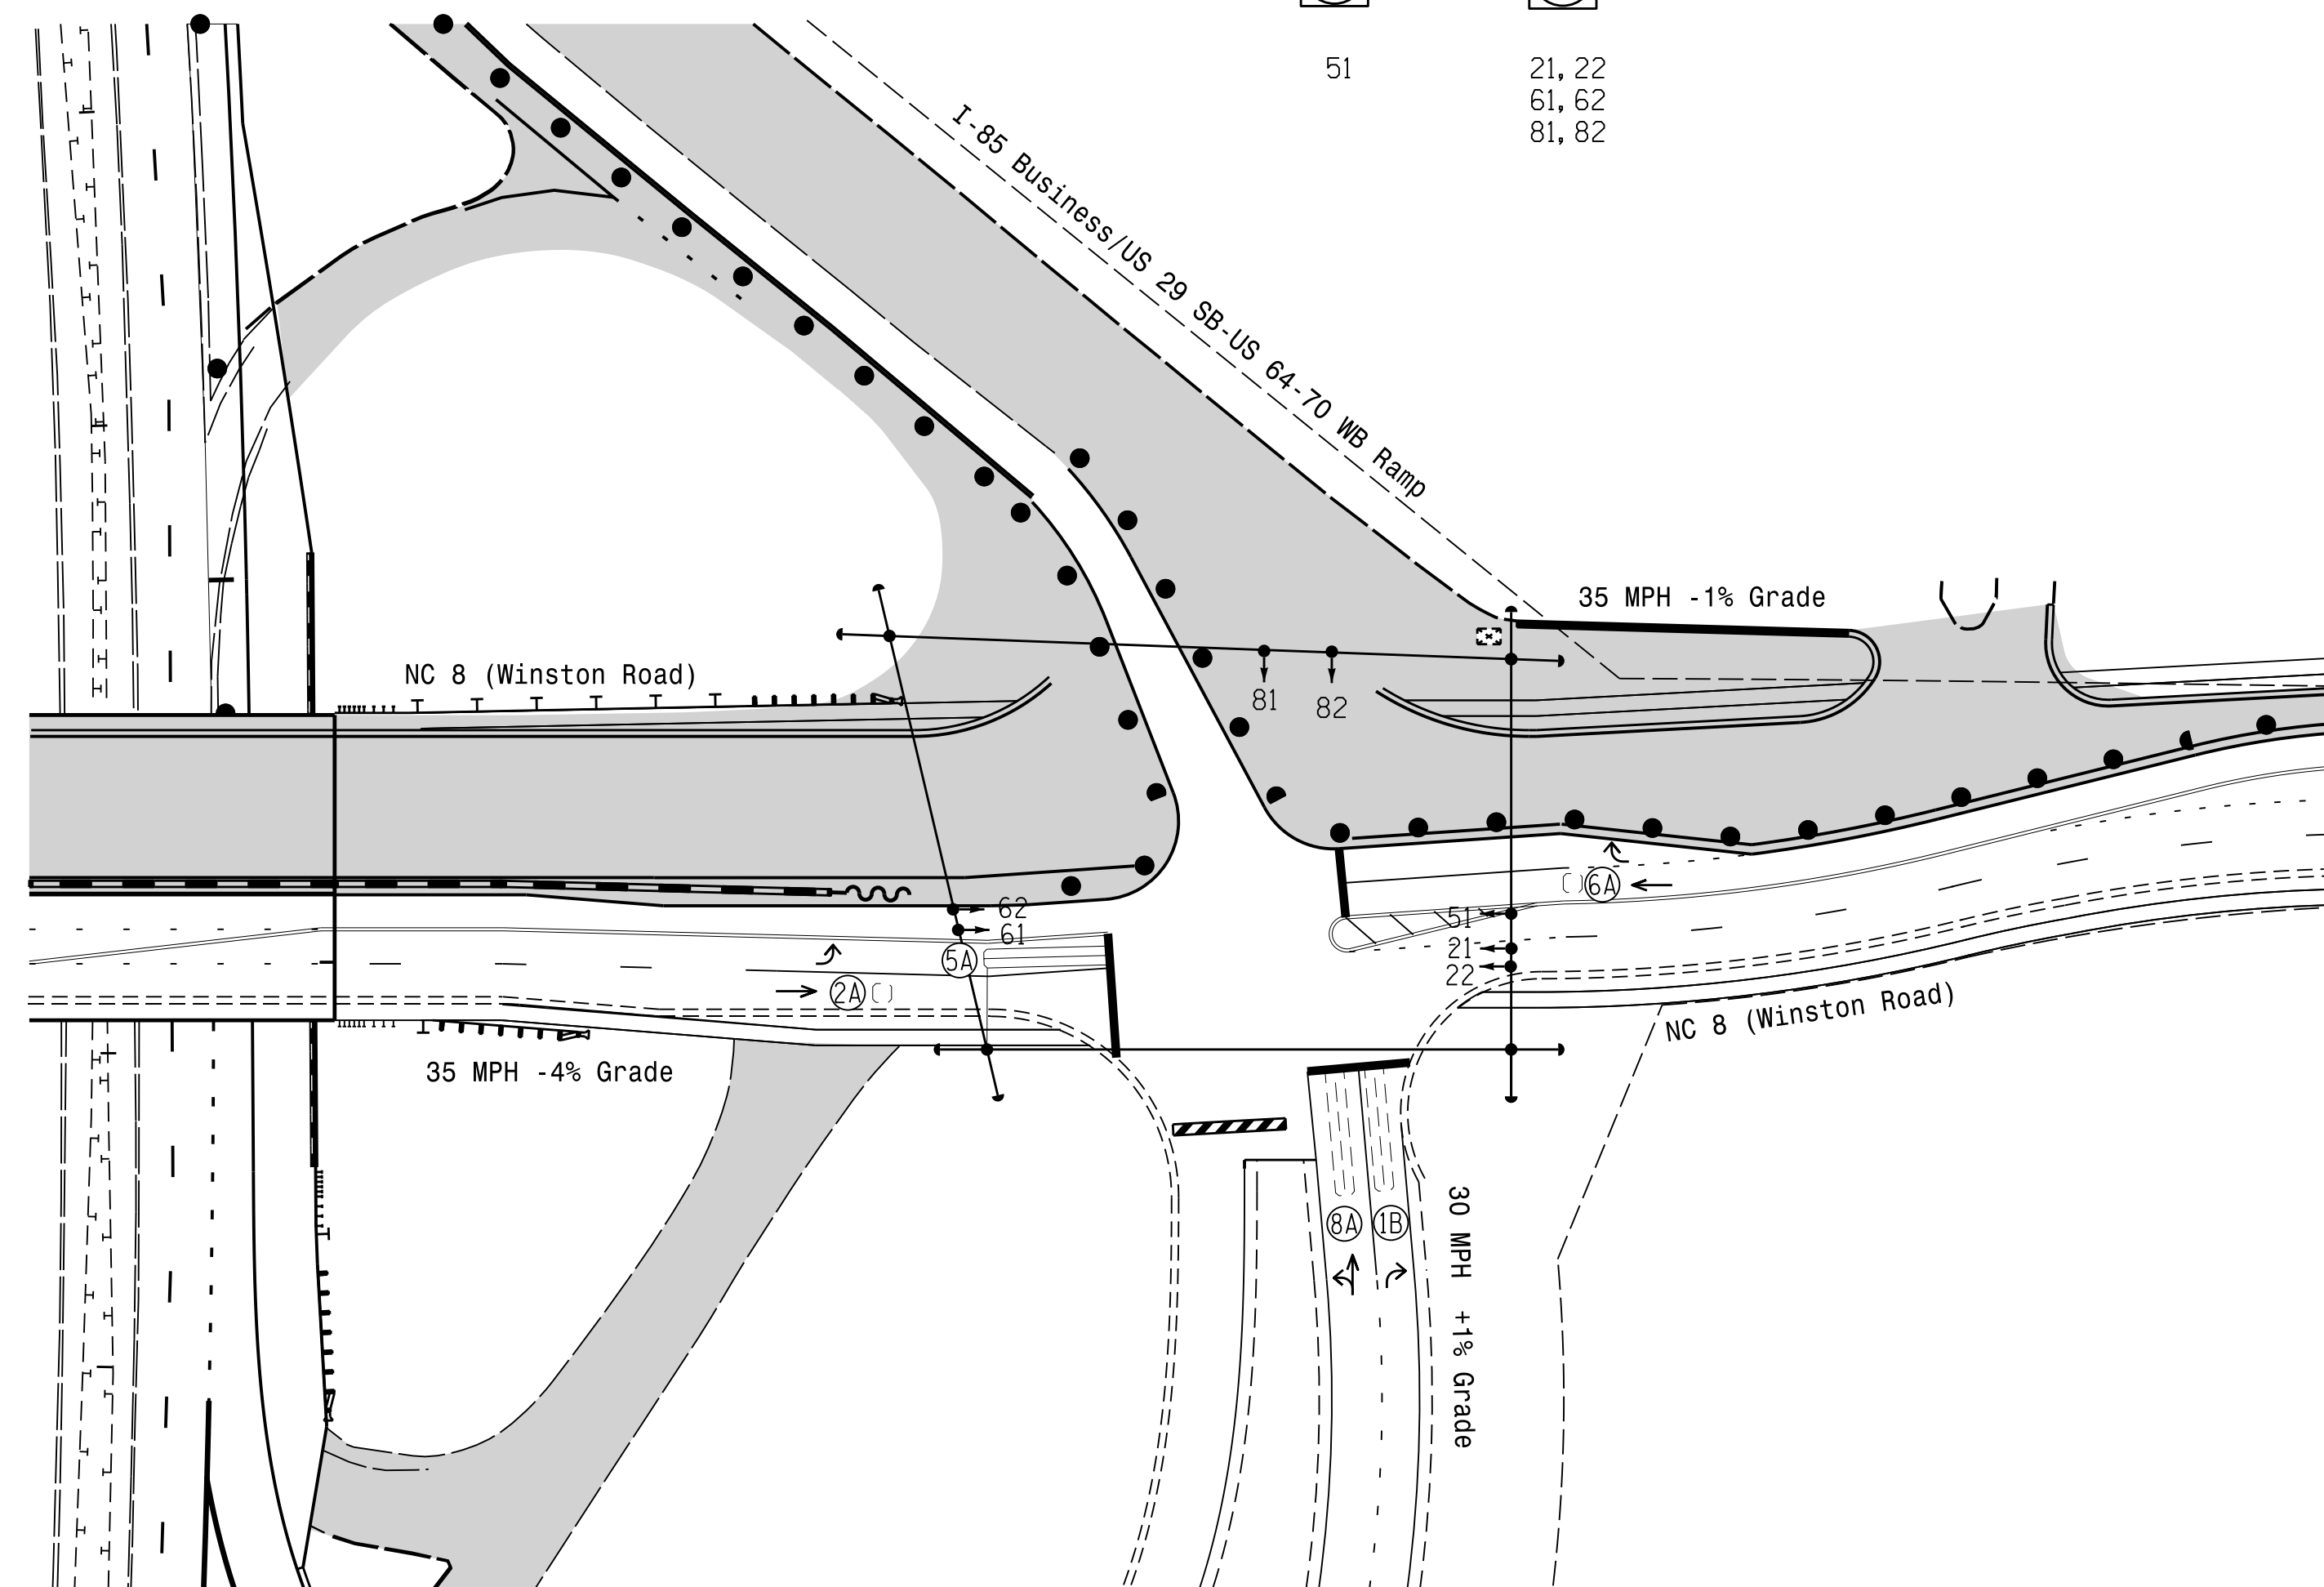 51
21, 22
61, 62
81, 82
I-85 Business/US 29 SB-US 64-70 WB Ramp
35 MPH -1% Grade
NC 8 (Winston Road)
81
82
62
61
5A
2A
6A
51
21
22
NC 8 (Winston Road)
35 MPH -4% Grade
8A
1B
30 MPH +1% Grade